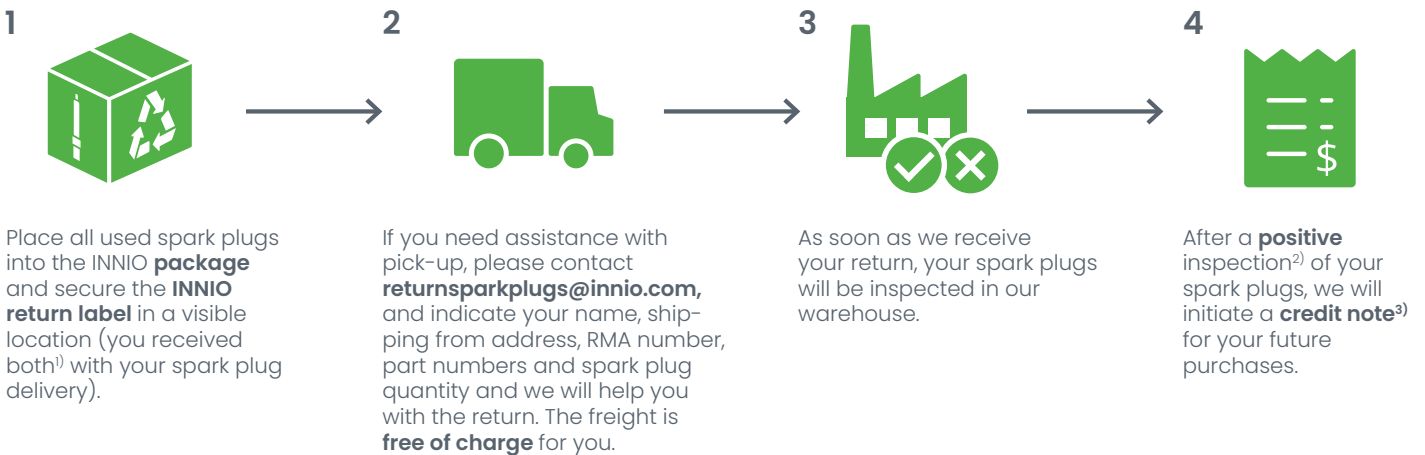 1
Place all used spark plugs
into the INNIO package
and secure the INNIO
return label in a visible
location (you received
both1) with your spark plug
delivery).
2
If you need assistance with
pick-up, please contact
returnsparkplugs@innio.com,
and indicate your name, ship-
ping from address, RMA number,
part numbers and spark plug
quantity and we will help you
with the return. The freight is
free of charge for you.
3
As soon as we receive
your return, your spark plugs
will be inspected in our
warehouse.
4
$
After a positive
inspection2) of your
spark plugs, we will
initiate a credit note3)
for your future
purchases.